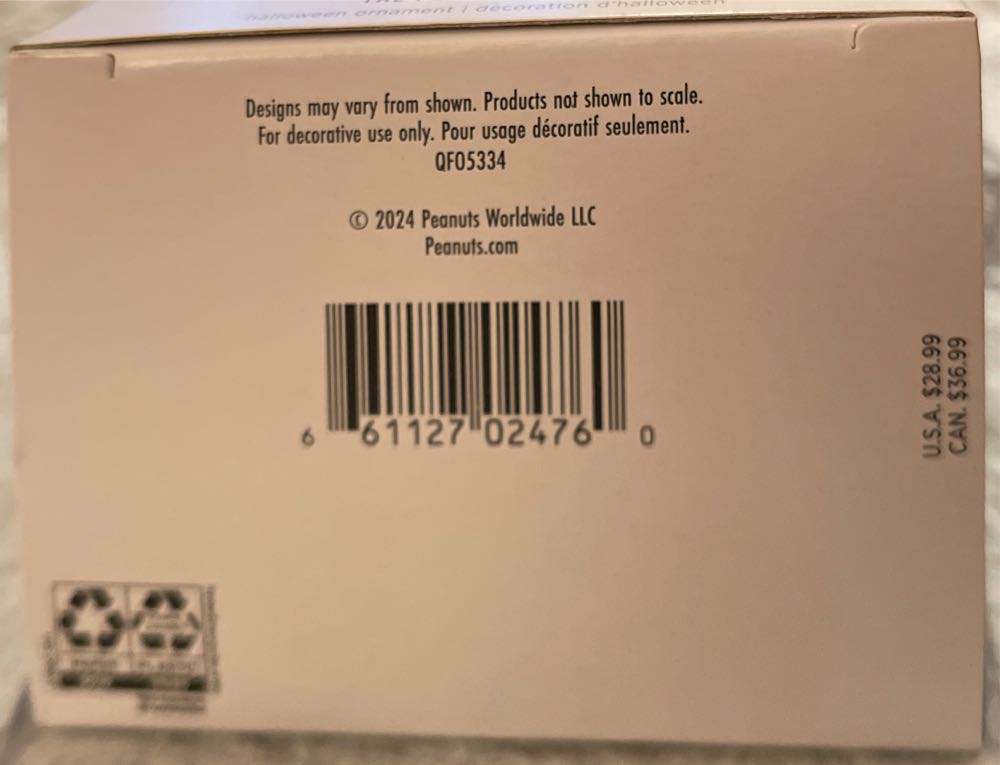 halloween ornament / décoration d'halloween
Designs may vary from shown. Products not shown to scale.
For decorative use only. Pour usage décoratif seulement.
QFO5334
© 2024 Peanuts Worldwide LLC
Peanuts.com
6 61127 02476 0
U.S.A. $28.99
CAN. $36.99
PAPER PLASTIC